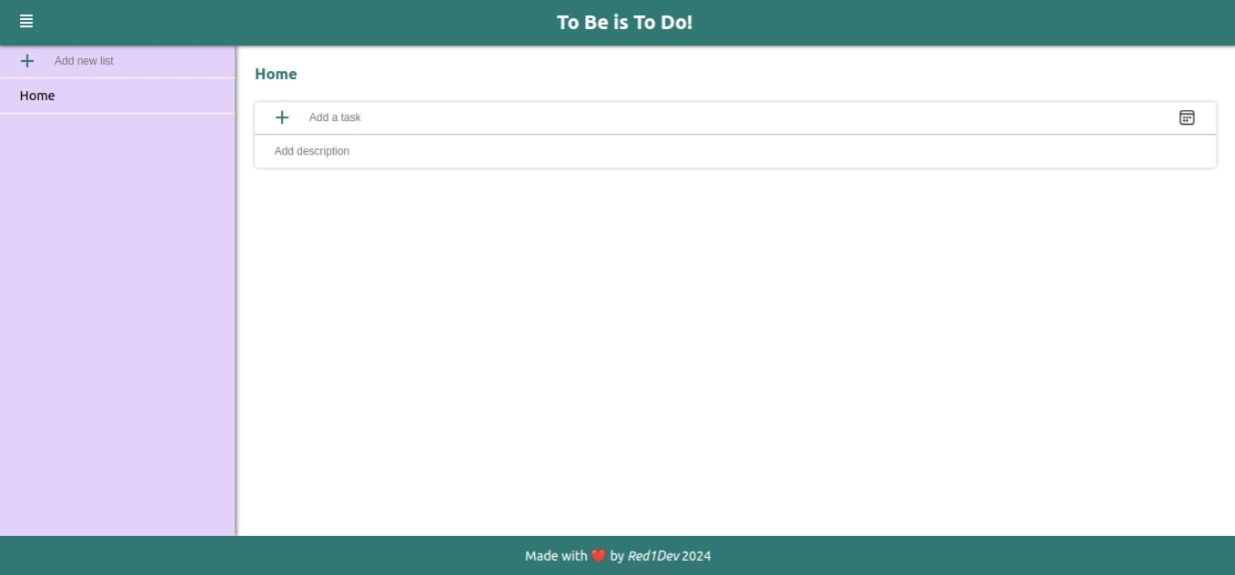 To Be is To Do!
Add new list
Home
Home
Add a task
Add description
Made with ❤️ by Red1Dev 2024